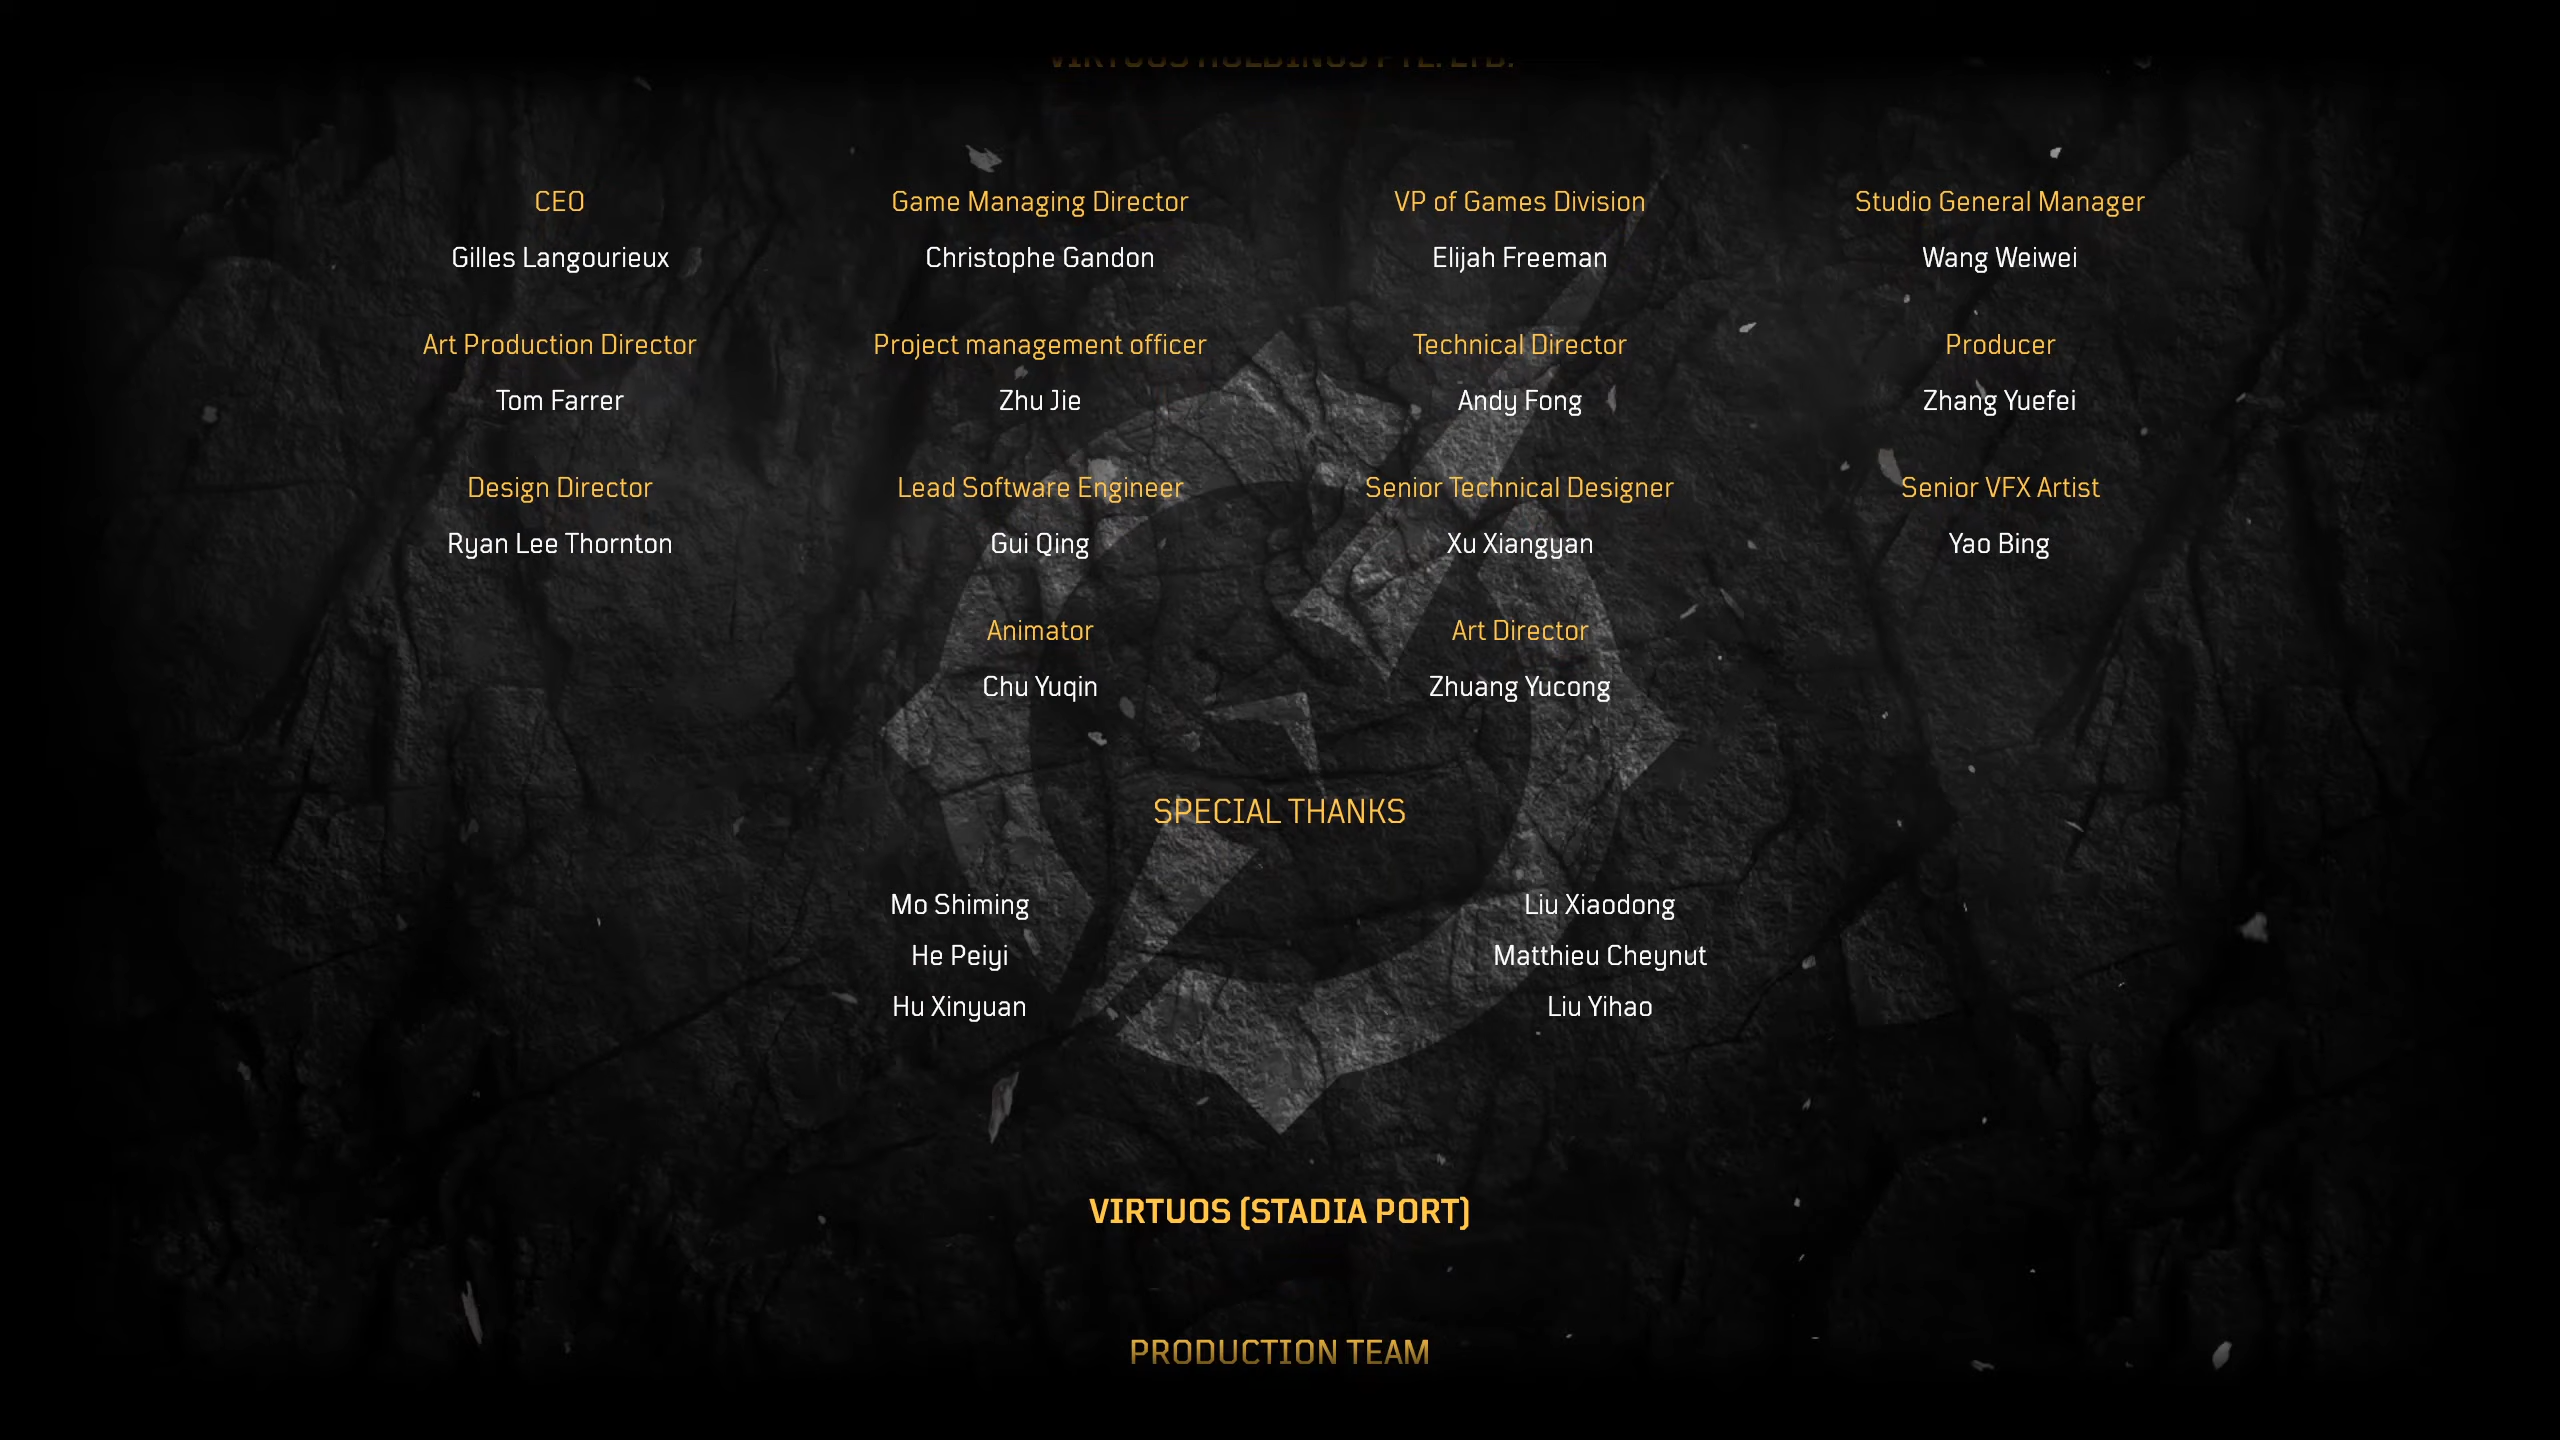 VIRTUOS HOLDINGS PTE. LTD.
CEO
Gilles Langourieux
Game Managing Director
Christophe Gandon
VP of Games Division
Elijah Freeman
Studio General Manager
Wang Weiwei
Art Production Director
Tom Farrer
Project management officer
Zhu Jie
Technical Director
Andy Fong
Producer
Zhang Yuefei
Design Director
Ryan Lee Thornton
Lead Software Engineer
Gui Qing
Senior Technical Designer
Xu Xiangyan
Senior VFX Artist
Yao Bing
Animator
Chu Yuqin
Art Director
Zhuang Yucong
SPECIAL THANKS
Mo Shiming
He Peiyi
Hu Xinyuan
Liu Xiaodong
Matthieu Cheynut
Liu Yihao
VIRTUOS (STADIA PORT)
PRODUCTION TEAM